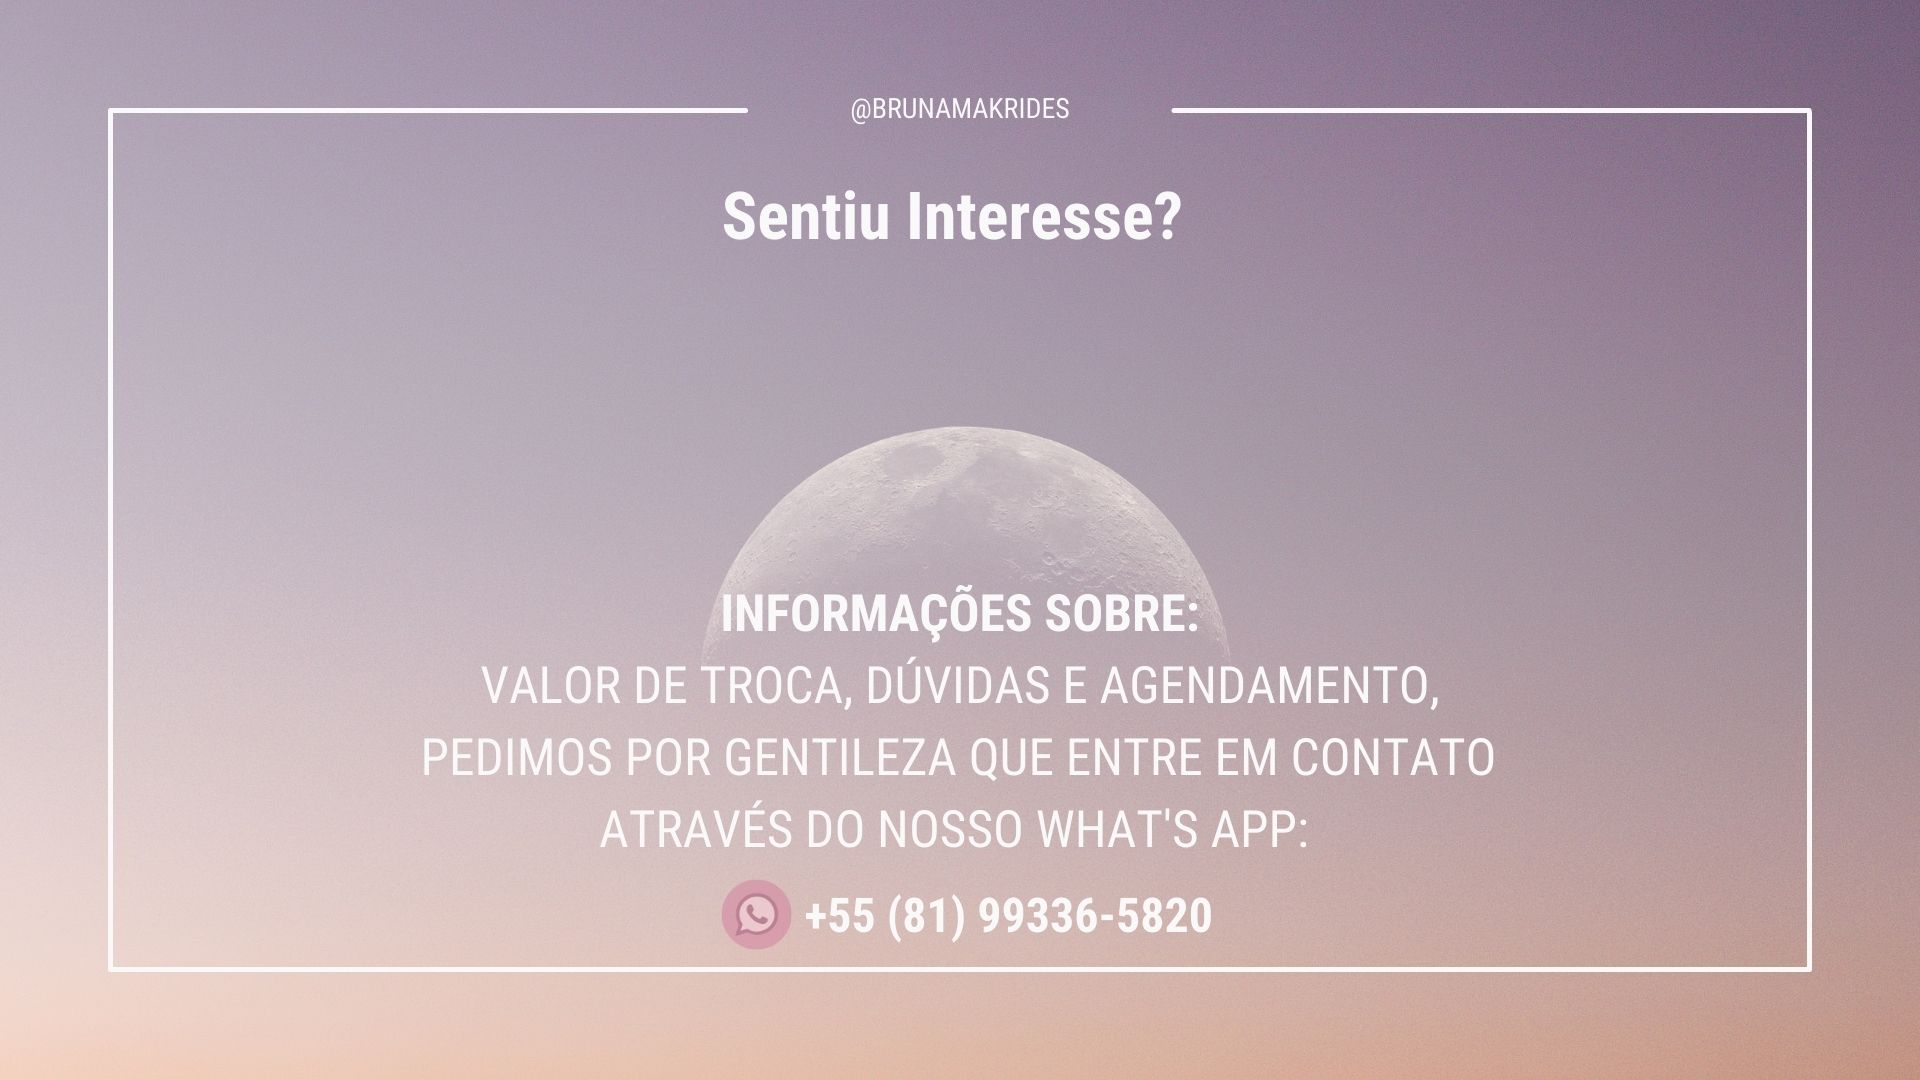 @BRUNAMAKRIDES
Sentiu Interesse?
INFORMAÇÕES SOBRE:
VALOR DE TROCA, DÚVIDAS E AGENDAMENTO,
PEDIMOS POR GENTILEZA QUE ENTRE EM CONTATO
ATRAVÉS DO NOSSO WHAT'S APP:
+55 (81) 99336-5820